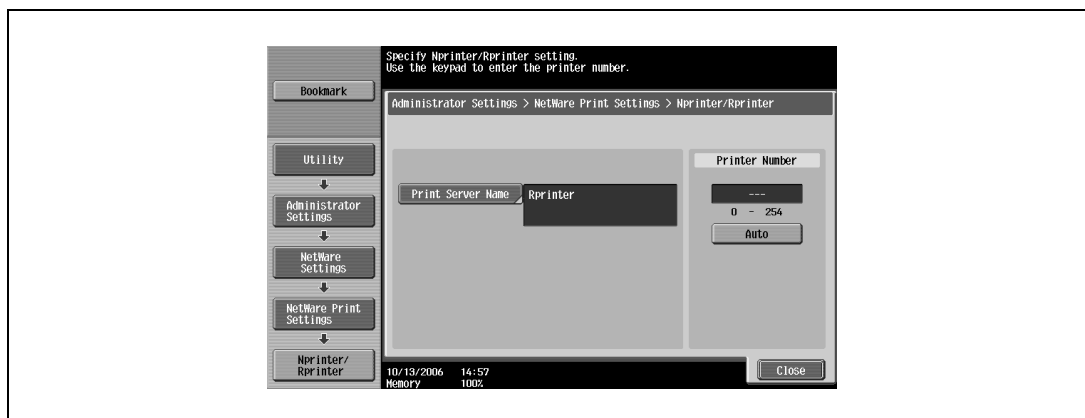 Specify Nprinter/Rprinter setting.
Use the keypad to enter the printer number.
Bookmark
Administrator Settings > NetWare Print Settings > Nprinter/Rprinter
Utility
Administrator
Settings
NetWare
Settings
NetWare Print
Settings
Nprinter/
Rprinter
Print Server Name
Rprinter
Printer Number
---
0 - 254
Auto
10/13/2006 14:57
Memory 100%
Close